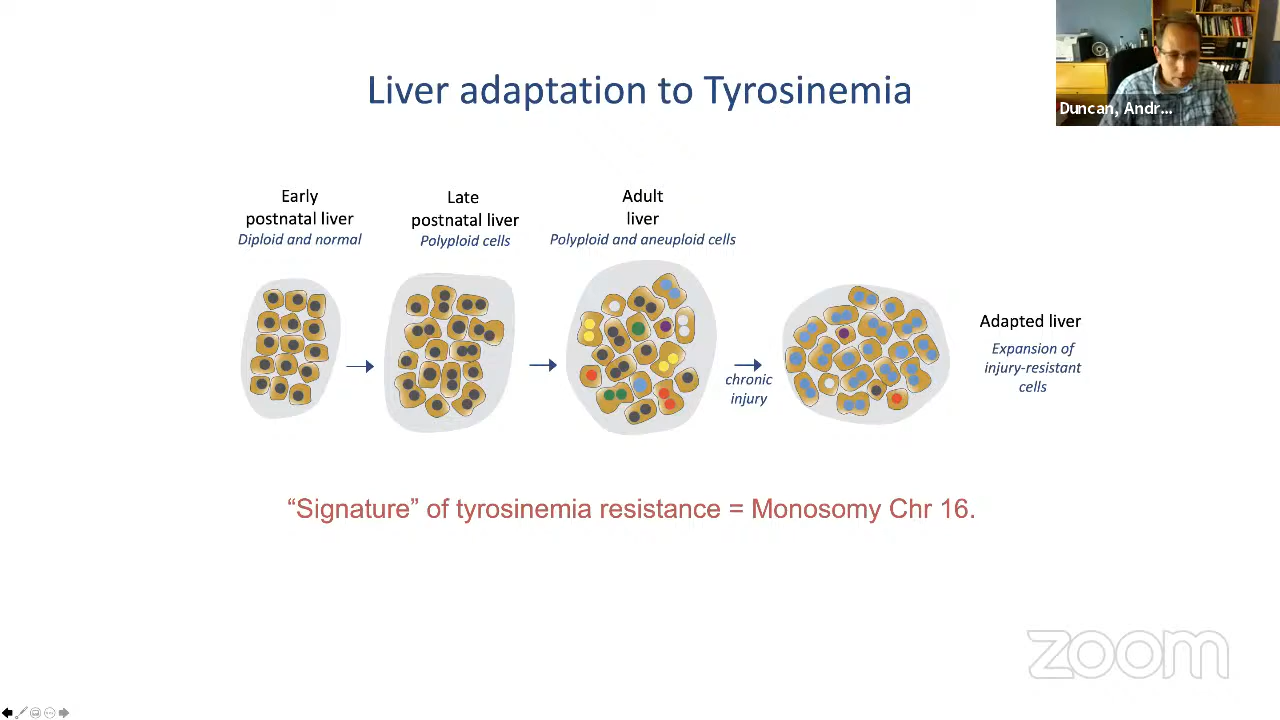 Liver adaptation to Tyrosinemia
Duncan, Andr...
Early
postnatal liver
Diploid and normal
Late
postnatal liver
Polyploid cells
Adult
liver
Polyploid and aneuploid cells
chronic
injury
Adapted liver
Expansion of
injury-resistant
cells
“Signature” of tyrosinemia resistance = Monosomy Chr 16.
zoom